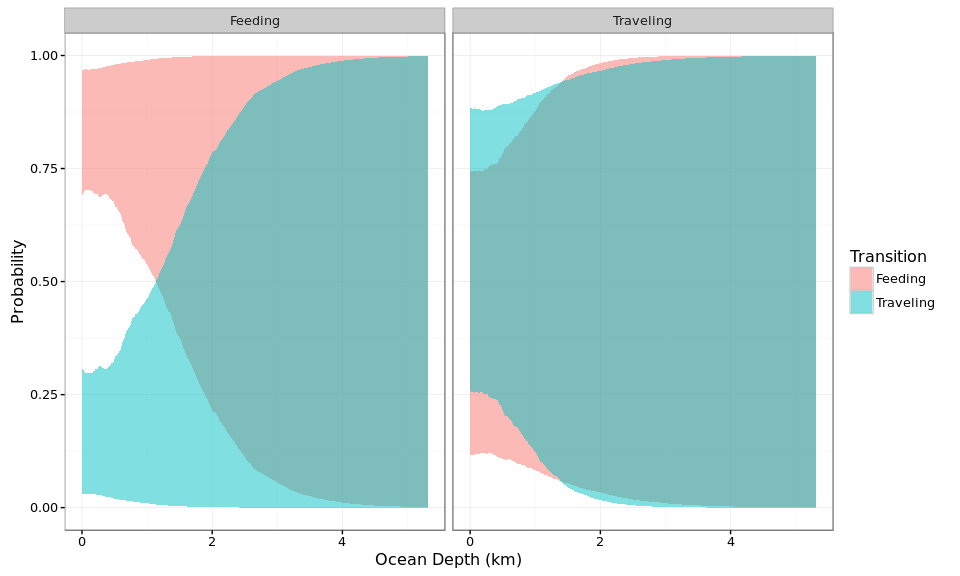 Feeding
Traveling
1.00
0.75
0.50
0.25
0.00
Probability
0
2
4
0
2
4
Ocean Depth (km)
Transition
Feeding
Traveling